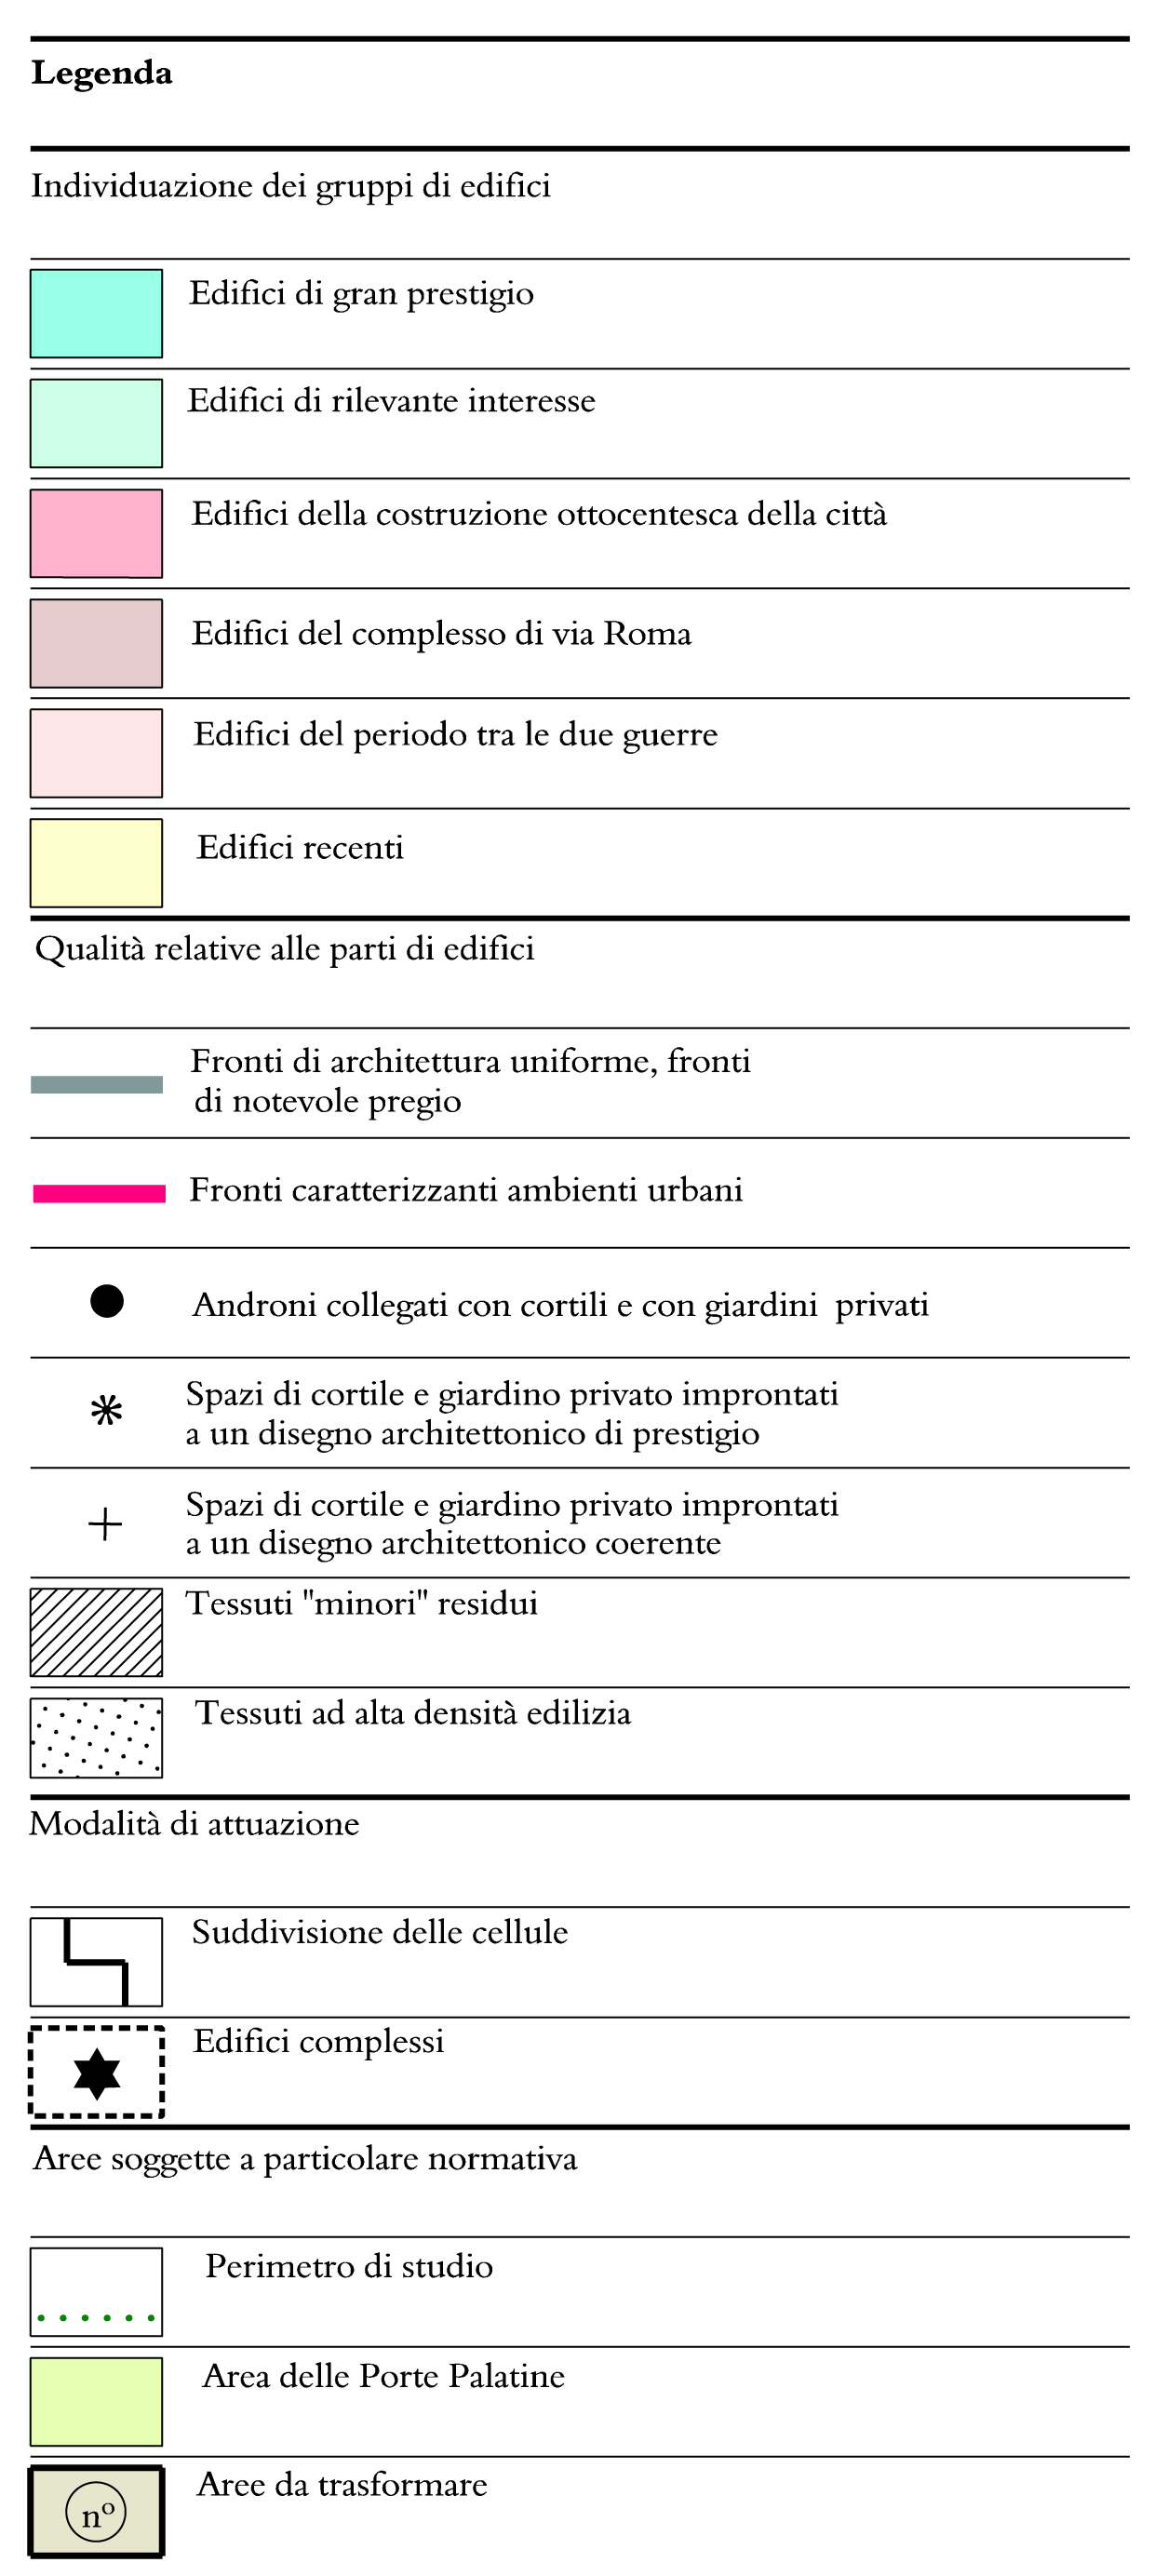 Legenda
Individuazione dei gruppi di edifici
Edifici di gran prestigio
Edifici di rilevante interesse
Edifici della costruzione ottocentesca della città
Edifici del complesso di via Roma
Edifici del periodo tra le due guerre
Edifici recenti
Qualità relative alle parti di edifici
Fronti di architettura uniforme, fronti
di notevole pregio
Fronti caratterizzanti ambienti urbani
Androni collegati con cortili e con giardini privati
Spazi di cortile e giardino privato improntati
a un disegno architettonico di prestigio
Spazi di cortile e giardino privato improntati
a un disegno architettonico coerente
Tessuti "minori" residui
Tessuti ad alta densità edilizia
Modalità di attuazione
Suddivisione delle cellule
Edifici complessi
Aree soggette a particolare normativa
Perimetro di studio
Area delle Porte Palatine
Aree da trasformare
nº